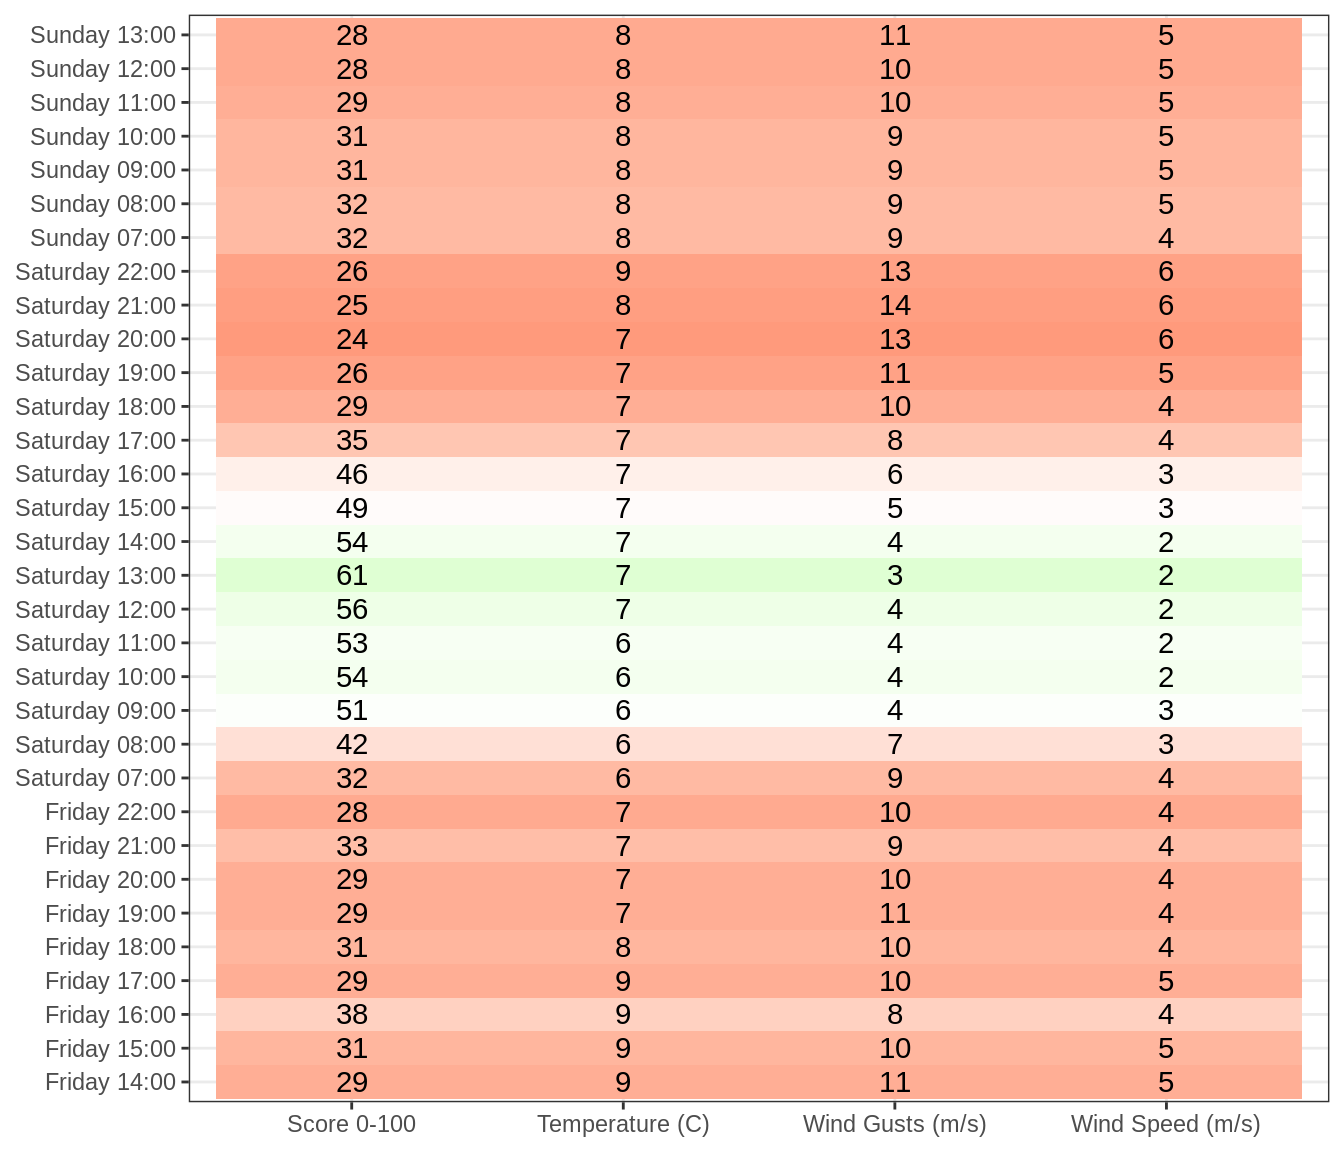 Sunday 13:00 28 8 11 5
Sunday 12:00 28 8 10 5
Sunday 11:00 29 8 10 5
Sunday 10:00 31 8 9 5
Sunday 09:00 31 8 9 5
Sunday 08:00 32 8 9 5
Sunday 07:00 32 8 9 4
Saturday 22:00 26 9 13 6
Saturday 21:00 25 8 14 6
Saturday 20:00 24 7 13 6
Saturday 19:00 26 7 11 5
Saturday 18:00 29 7 10 4
Saturday 17:00 35 7 8 4
Saturday 16:00 46 7 6 3
Saturday 15:00 49 7 5 3
Saturday 14:00 54 7 4 2
Saturday 13:00 61 7 3 2
Saturday 12:00 56 7 4 2
Saturday 11:00 53 6 4 2
Saturday 10:00 54 6 4 2
Saturday 09:00 51 6 4 3
Saturday 08:00 42 6 7 3
Saturday 07:00 32 6 9 4
Friday 22:00 28 7 10 4
Friday 21:00 33 7 9 4
Friday 20:00 29 7 10 4
Friday 19:00 29 7 11 4
Friday 18:00 31 8 10 4
Friday 17:00 29 9 10 5
Friday 16:00 38 9 8 4
Friday 15:00 31 9 10 5
Friday 14:00 29 9 11 5
Score 0-100 Temperature (C) Wind Gusts (m/s) Wind Speed (m/s)